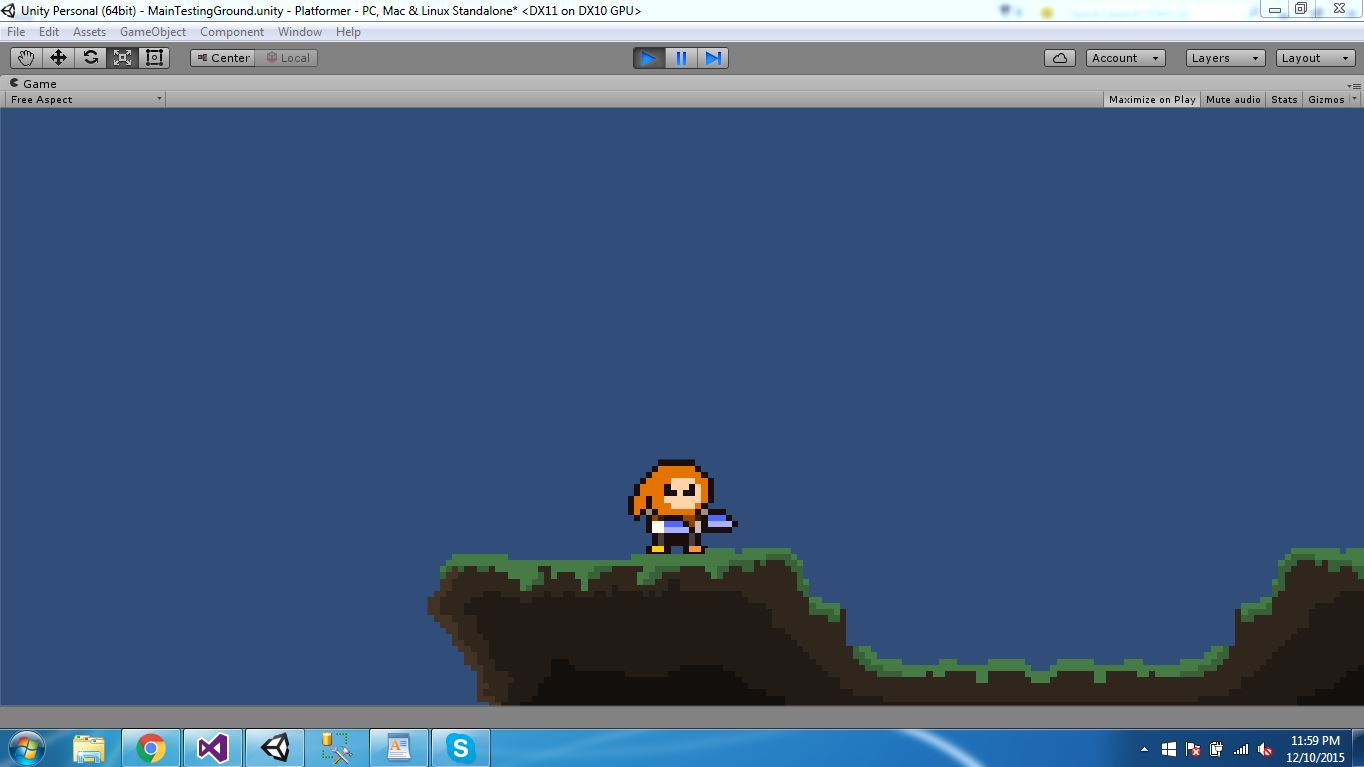 Unity Personal (64bit) - MainTestingGround.unity - Platformer - PC, Mac & Linux Standalone* <DX11 on DX10 GPU>
File Edit Assets GameObject Component Window Help
Center Local Account Layers Layout
Game
Free Aspect Maximize on Play Mute audio Stats Gizmos
11:59 PM
12/10/2015